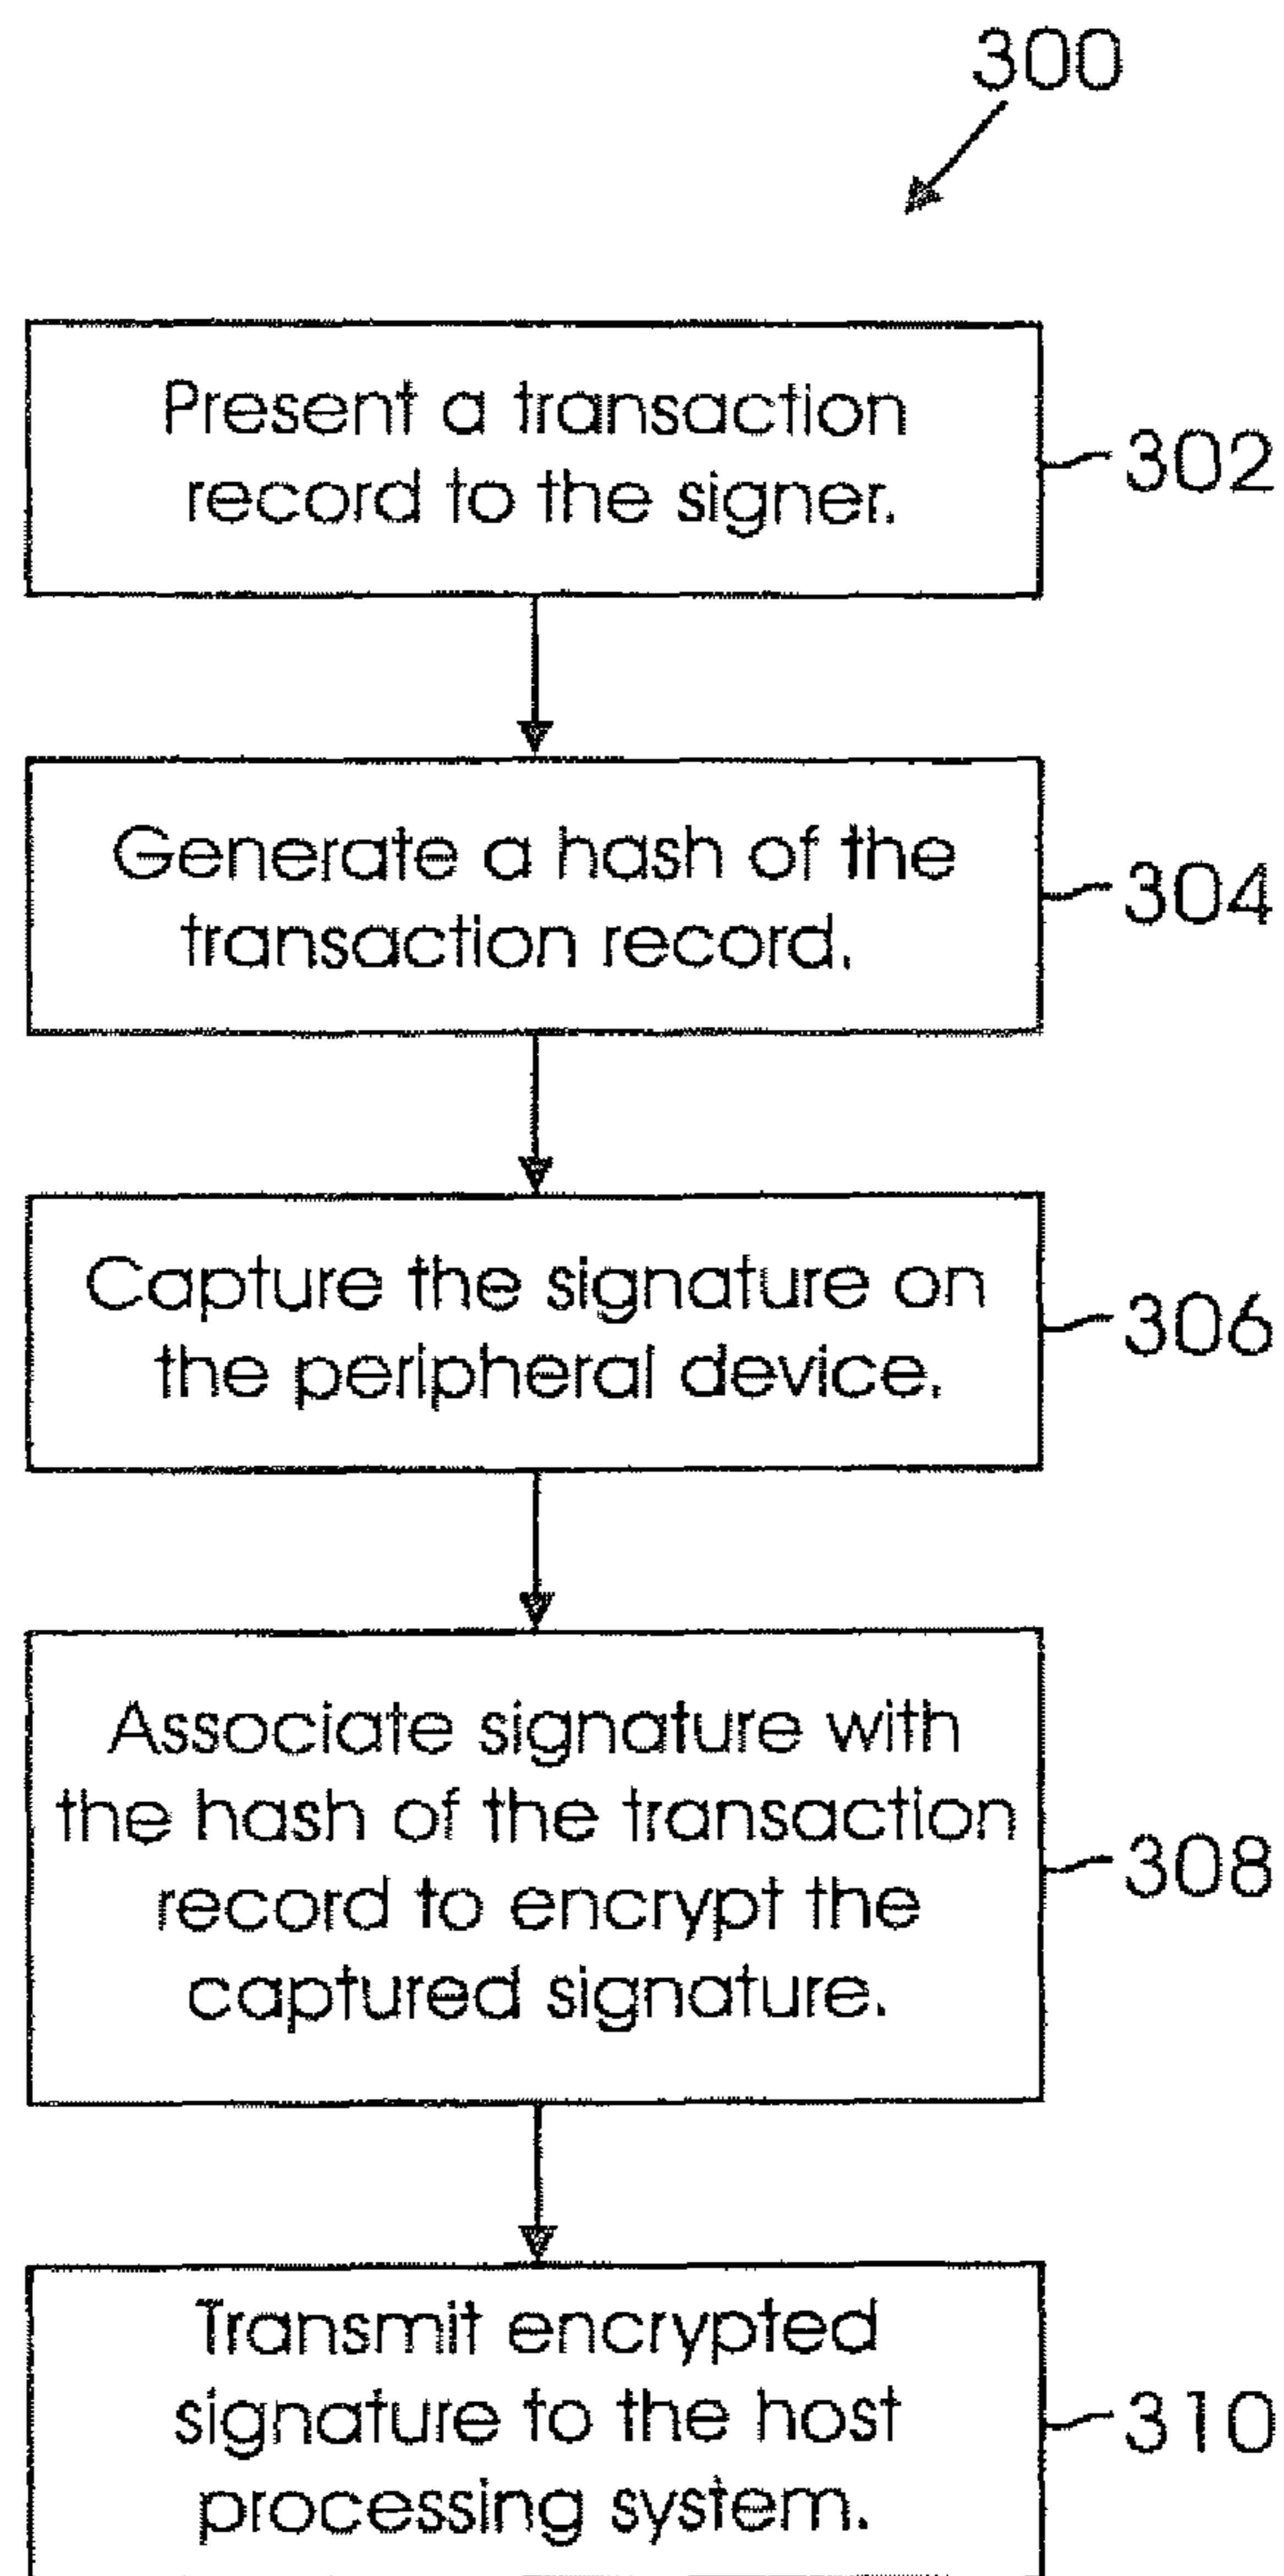 300
Present a transaction
record to the signer.
302
Generate a hash of the
transaction record.
304
Capture the signature on
the peripheral device.
306
Associate signature with
the hash of the transaction
record to encrypt the
captured signature.
308
Transmit encrypted
signature to the host
processing system.
310